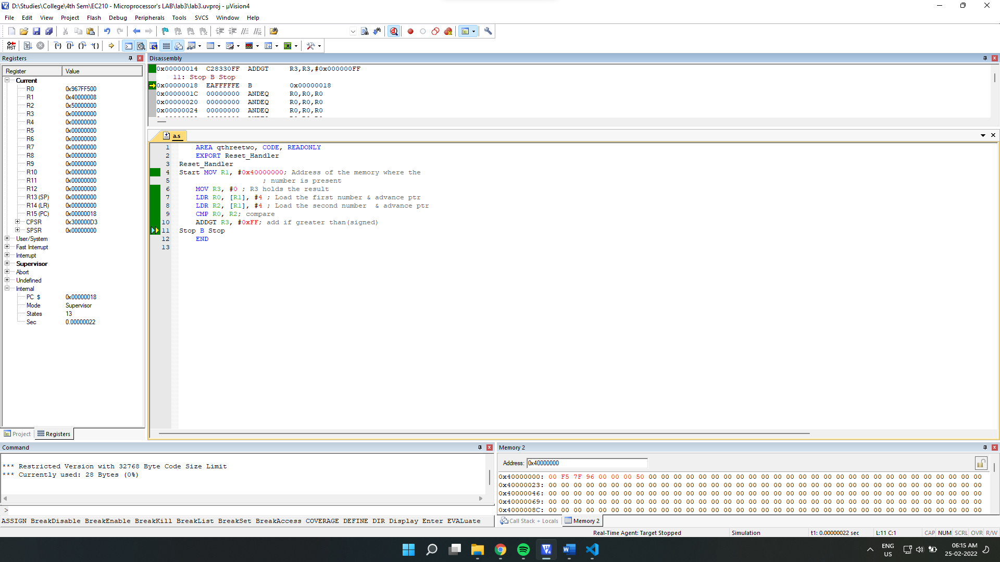 D:\Studies\College\4th Sem\EC210 - Microprocessor's LAB\lab3\lab3.uvproj - µVision4
File Edit View Project Flash Debug Peripherals Tools SVCS Window Help
Registers
Register Value
Current
R0 0x967FF500
R1 0x40000008
R2 0x50000000
R3 0x00000000
R4 0x00000000
R5 0x00000000
R6 0x00000000
R7 0x00000000
R8 0x00000000
R9 0x00000000
R10 0x00000000
R11 0x00000000
R12 0x00000000
R13 (SP) 0x00000000
R14 (LR) 0x00000000
R15 (PC) 0x00000018
CPSR 0x300000D3
SPSR 0x00000000
User/System
Fast Interrupt
Interrupt
Supervisor
Abort
Undefined
Internal
PC $ 0x00000018
Mode Supervisor
States 13
Sec 0.00000022
Project Registers
Disassembly
0x00000014 C28330FF ADDGT R3,R3,#0x000000FF
11: Stop B Stop
0x00000018 EAFFFFFE B 0x00000018
0x0000001C 00000000 ANDEQ R0,R0,R0
0x00000020 00000000 ANDEQ R0,R0,R0
0x00000024 00000000 ANDEQ R0,R0,R0
a.s
1 AREA qthreetwo, CODE, READONLY
2 EXPORT Reset_Handler
3 Reset_Handler
4 Start MOV R1, #0x40000000; Address of the memory where the
5 ; number is present
6 MOV R3, #0 ; R3 holds the result
7 LDR R0, [R1], #4 ; Load the first number & advance ptr
8 LDR R2, [R1], #4 ; Load the second number & advance ptr
9 CMP R0, R2; compare
10 ADDGT R3, #0xFF; add if greater than(signed)
11 Stop B Stop
12 END
13
Command
*** Restricted Version with 32768 Byte Code Size Limit
*** Currently used: 28 Bytes (0%)
>
ASSIGN BreakDisable BreakEnable BreakKill BreakList BreakSet BreakAccess COVERAGE DEFINE DIR Display Enter EVALuate
Memory 2
Address: 0x40000000
0x40000000: 00 F5 7F 96 00 00 00 50 00 00 00 00 00 00 00 00 00 00 00 00 00 00 00 00 00 00 00 00 00 00 00 00 00 00 00
0x40000023: 00 00 00 00 00 00 00 00 00 00 00 00 00 00 00 00 00 00 00 00 00 00 00 00 00 00 00 00 00 00 00 00 00 00 00
0x40000046: 00 00 00 00 00 00 00 00 00 00 00 00 00 00 00 00 00 00 00 00 00 00 00 00 00 00 00 00 00 00 00 00 00 00 00
0x40000069: 00 00 00 00 00 00 00 00 00 00 00 00 00 00 00 00 00 00 00 00 00 00 00 00 00 00 00 00 00 00 00 00 00 00 00
0x4000008C: 00 00 00 00 00 00 00 00 00 00 00 00 00 00 00 00 00 00 00 00 00 00 00 00 00 00 00 00 00 00 00 00 00 00 00
Call Stack + Locals Memory 2
Real-Time Agent: Target Stopped Simulation t1: 0.00000022 sec L:11 C:1 CAP NUM SCRL OVR R/W
ENG
US
06:15 AM
25-02-2022